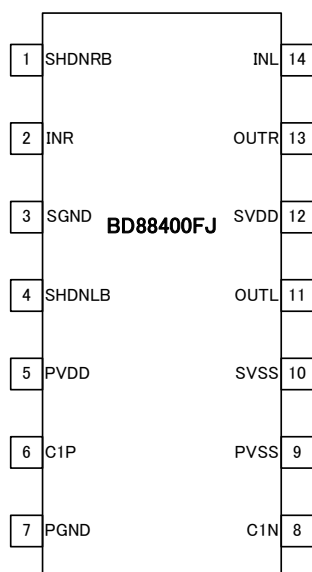 1 SHDNRB INL 14
2 INR OUTR 13
3 SGND BD88400FJ SVDD 12
4 SHDNLB OUTL 11
5 PVDD SVSS 10
6 C1P PVSS 9
7 PGND C1N 8